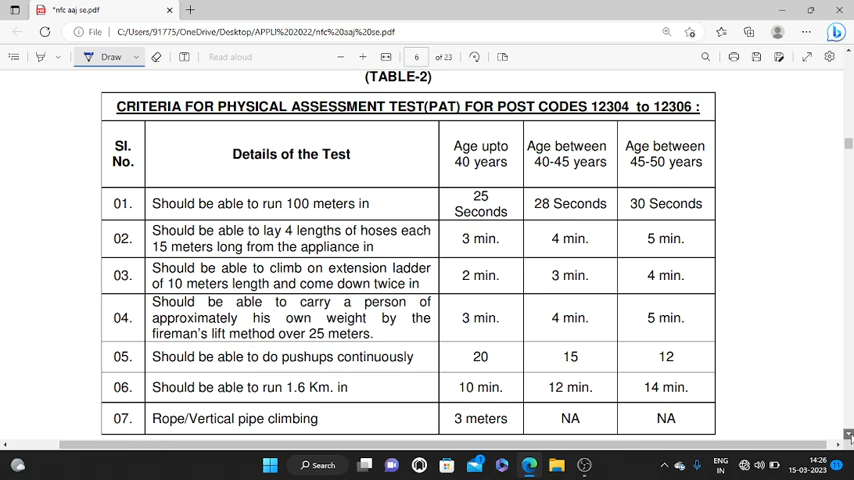 *nfc aaj se.pdf
File
C:/Users/91775/OneDrive/Desktop/APPLI%202022/nfc%20aaj%20se.pdf
Draw
Read aloud
6
of 23
(TABLE-2)
CRITERIA FOR PHYSICAL ASSESSMENT TEST(PAT) FOR POST CODES 12304 to 12306 :
Sl. No.
Details of the Test
Age upto 40 years
Age between 40-45 years
Age between 45-50 years
01.
Should be able to run 100 meters in
25 Seconds
28 Seconds
30 Seconds
02.
Should be able to lay 4 lengths of hoses each
15 meters long from the appliance in
3 min.
4 min.
5 min.
03.
Should be able to climb on extension ladder
of 10 meters length and come down twice in
2 min.
3 min.
4 min.
04.
Should be able to carry a person of
approximately his own weight by the
fireman's lift method over 25 meters.
3 min.
4 min.
5 min.
05.
Should be able to do pushups continuously
20
15
12
06.
Should be able to run 1.6 Km. in
10 min.
12 min.
14 min.
07.
Rope/Vertical pipe climbing
3 meters
NA
NA
Search
ENG
IN
14:26
15-03-2023